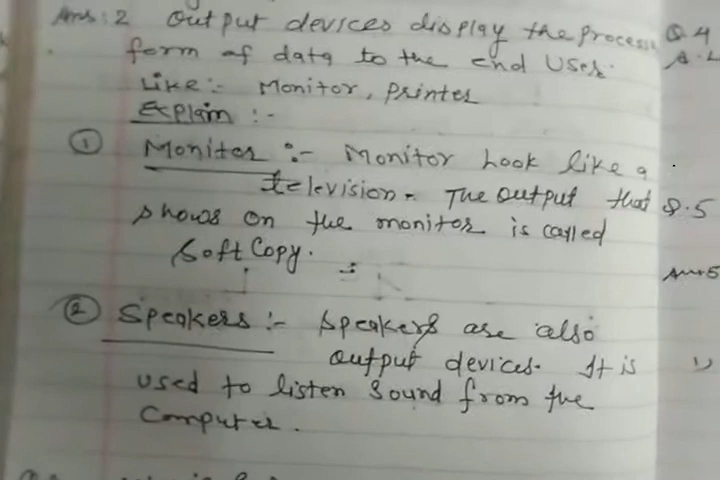 Ans:2 Output devices display the process
form of data to the end User.
Like:- Monitor, printer
Explain :-
① Monitor :- Monitor look like a
television. The output that
shows on the monitor is called
Soft Copy.
② Speakers :- speakers are also
output devices. It is
used to listen sound from the
Computer.
Q.4
Q.5
Ans5